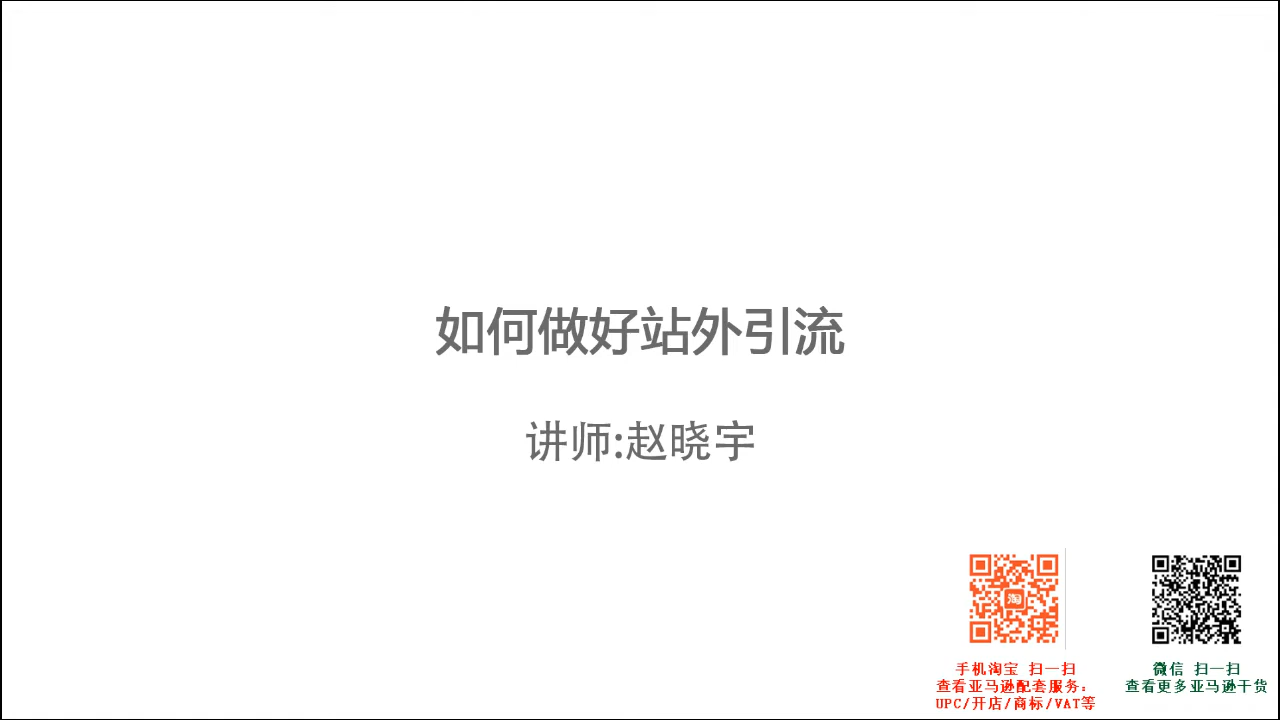 如何做好站外引流
讲师:赵晓宇
淘
手机淘宝 扫一扫
查看亚马逊配套服务：
UPC/开店/商标/VAT等
微信 扫一扫
查看更多亚马逊干货